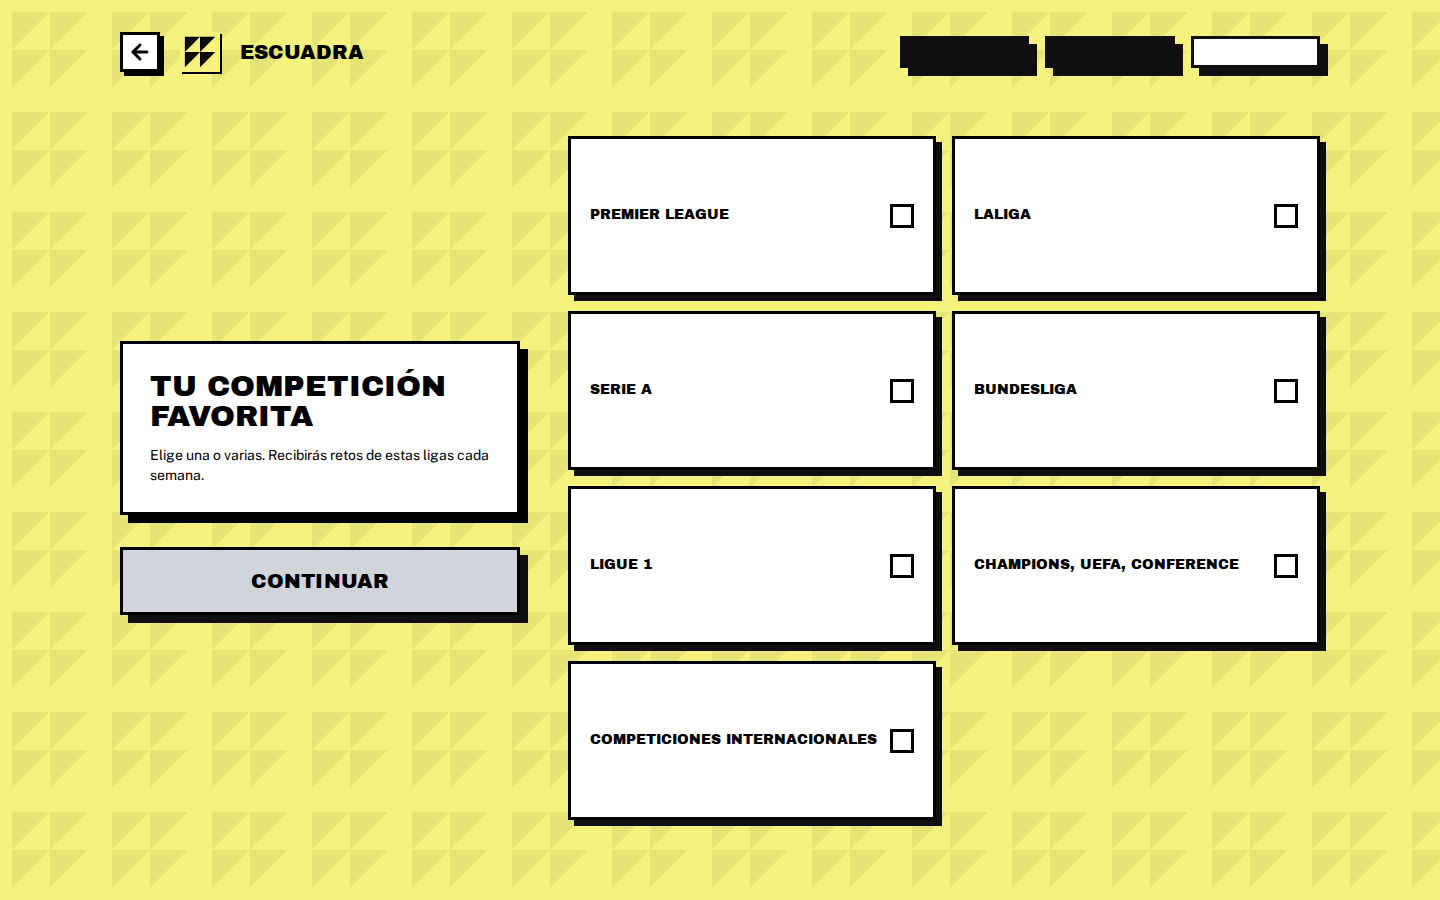 ESCUADRA
TU COMPETICIÓN
FAVORITA
Elige una o varias. Recibirás retos de estas ligas cada
semana.
CONTINUAR
PREMIER LEAGUE
LALIGA
SERIE A
BUNDESLIGA
LIGUE 1
CHAMPIONS, UEFA, CONFERENCE
COMPETICIONES INTERNACIONALES